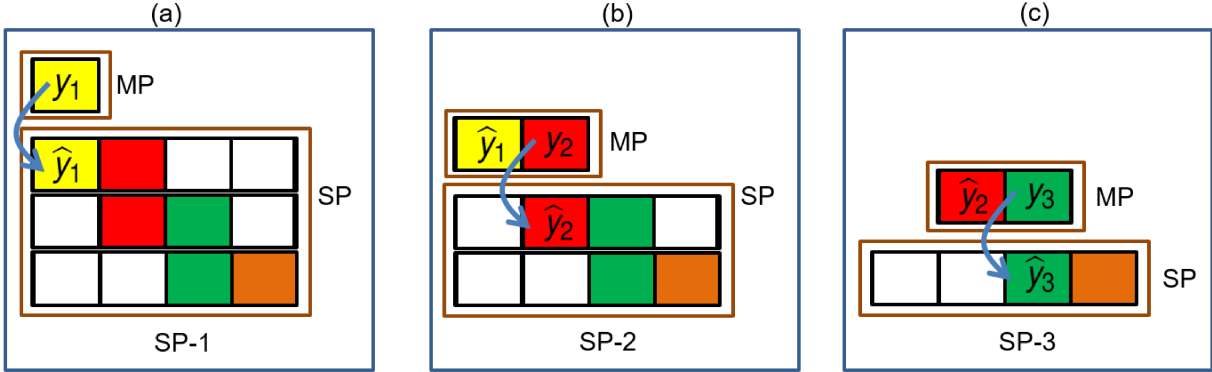 (a)
y₁ MP
ŷ₁
SP
SP-1
(b)
ŷ₁ y₂ MP
ŷ₂
SP
SP-2
(c)
ŷ₂ y₃ MP
ŷ₃
SP
SP-3